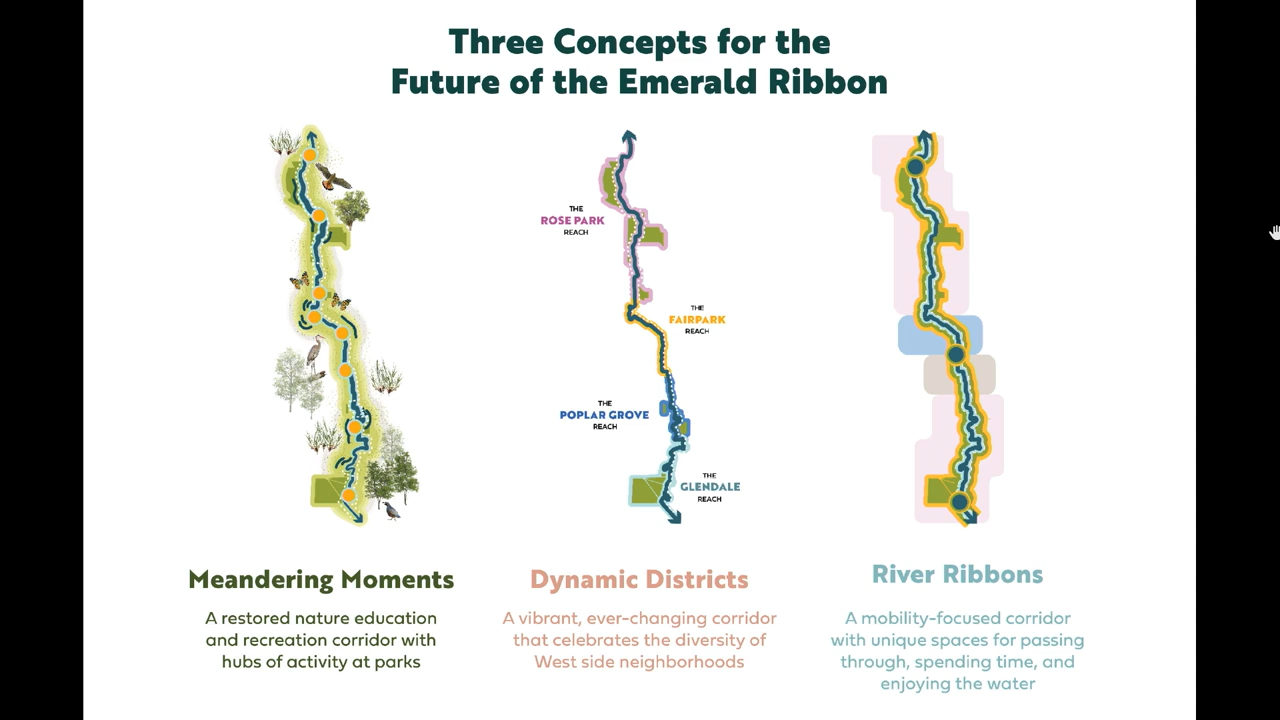 Three Concepts for the
Future of the Emerald Ribbon
THE
ROSE PARK
REACH
THE
FAIRPARK
REACH
THE
POPLAR GROVE
REACH
THE
GLENDALE
REACH
Meandering Moments
A restored nature education
and recreation corridor with
hubs of activity at parks
Dynamic Districts
A vibrant, ever-changing corridor
that celebrates the diversity of
West side neighborhoods
River Ribbons
A mobility-focused corridor
with unique spaces for passing
through, spending time, and
enjoying the water